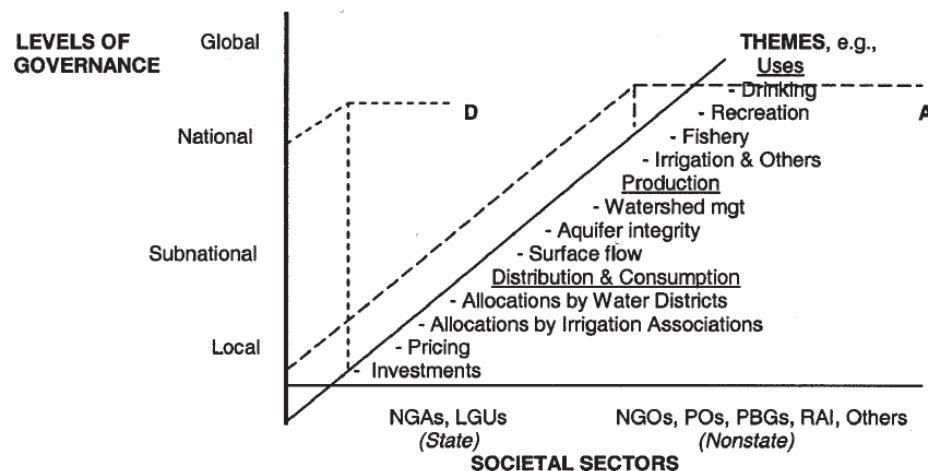 LEVELS OF
GOVERNANCE
Global
National
Subnational
Local
D
A
THEMES, e.g.,
Uses
- Drinking
- Recreation
- Fishery
- Irrigation & Others
Production
- Watershed mgt
- Aquifer integrity
- Surface flow
Distribution & Consumption
- Allocations by Water Districts
- Allocations by Irrigation Associations
- Pricing
- Investments
NGAs, LGUs
(State)
NGOs, POs, PBGs, RAI, Others
(Nonstate)
SOCIETAL SECTORS